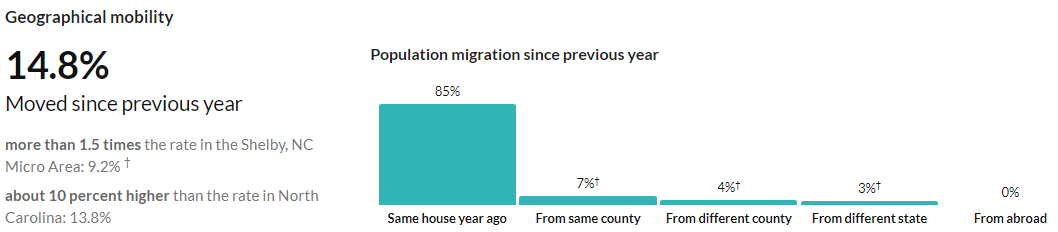 Geographical mobility
14.8%
Moved since previous year
more than 1.5 times the rate in the Shelby, NC
Micro Area: 9.2% †
about 10 percent higher than the rate in North
Carolina: 13.8%
Population migration since previous year
85%
7%†
4%†
3%†
0%
Same house year ago
From same county
From different county
From different state
From abroad